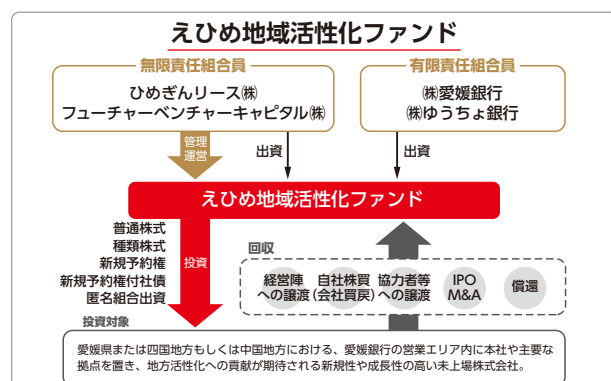 えひめ地域活性化ファンド
無限責任組合員
ひめぎんリース㈱
フューチャーベンチャーキャピタル㈱
有限責任組合員
㈱愛媛銀行
㈱ゆうちょ銀行
管理
運営
出資
出資
えひめ地域活性化ファンド
普通株式
種類株式
新規予約権
新規予約権付社債
匿名組合出資
投資
回収
経営陣
への譲渡
自社株買
(会社買戻)
協力者等
への譲渡
IPO
M&A
償還
投資対象
愛媛県または四国地方もしくは中国地方における、愛媛銀行の営業エリア内に本社や主要な
拠点を置き、地方活性化への貢献が期待される新規性や成長性の高い未上場株式会社。